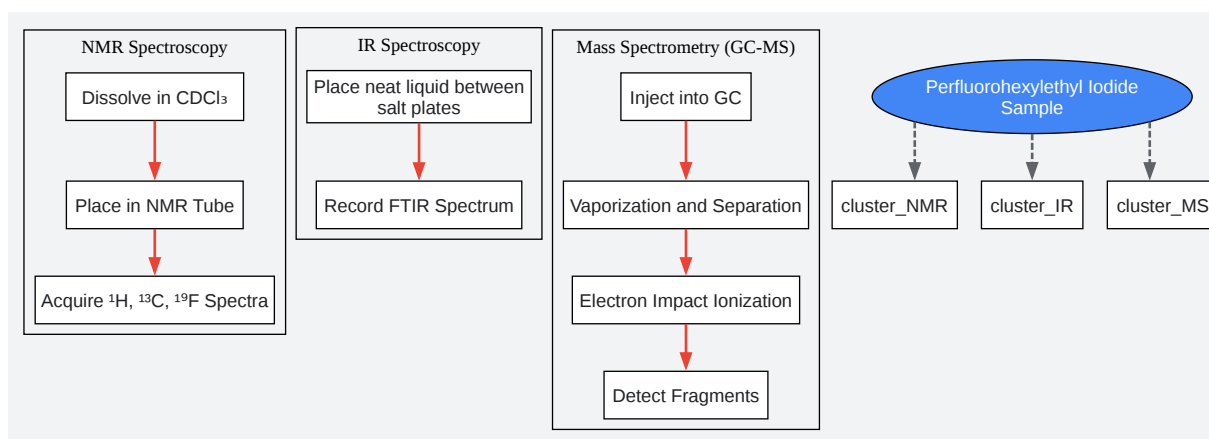 NMR Spectroscopy
Dissolve in CDCl₃
Place in NMR Tube
Acquire ¹H, ¹³C, ¹⁹F Spectra
IR Spectroscopy
Place neat liquid between
salt plates
Record FTIR Spectrum
Mass Spectrometry (GC-MS)
Inject into GC
Vaporization and Separation
Electron Impact Ionization
Detect Fragments
Perfluorohexylethyl Iodide
Sample
cluster_NMR
cluster_IR
cluster_MS